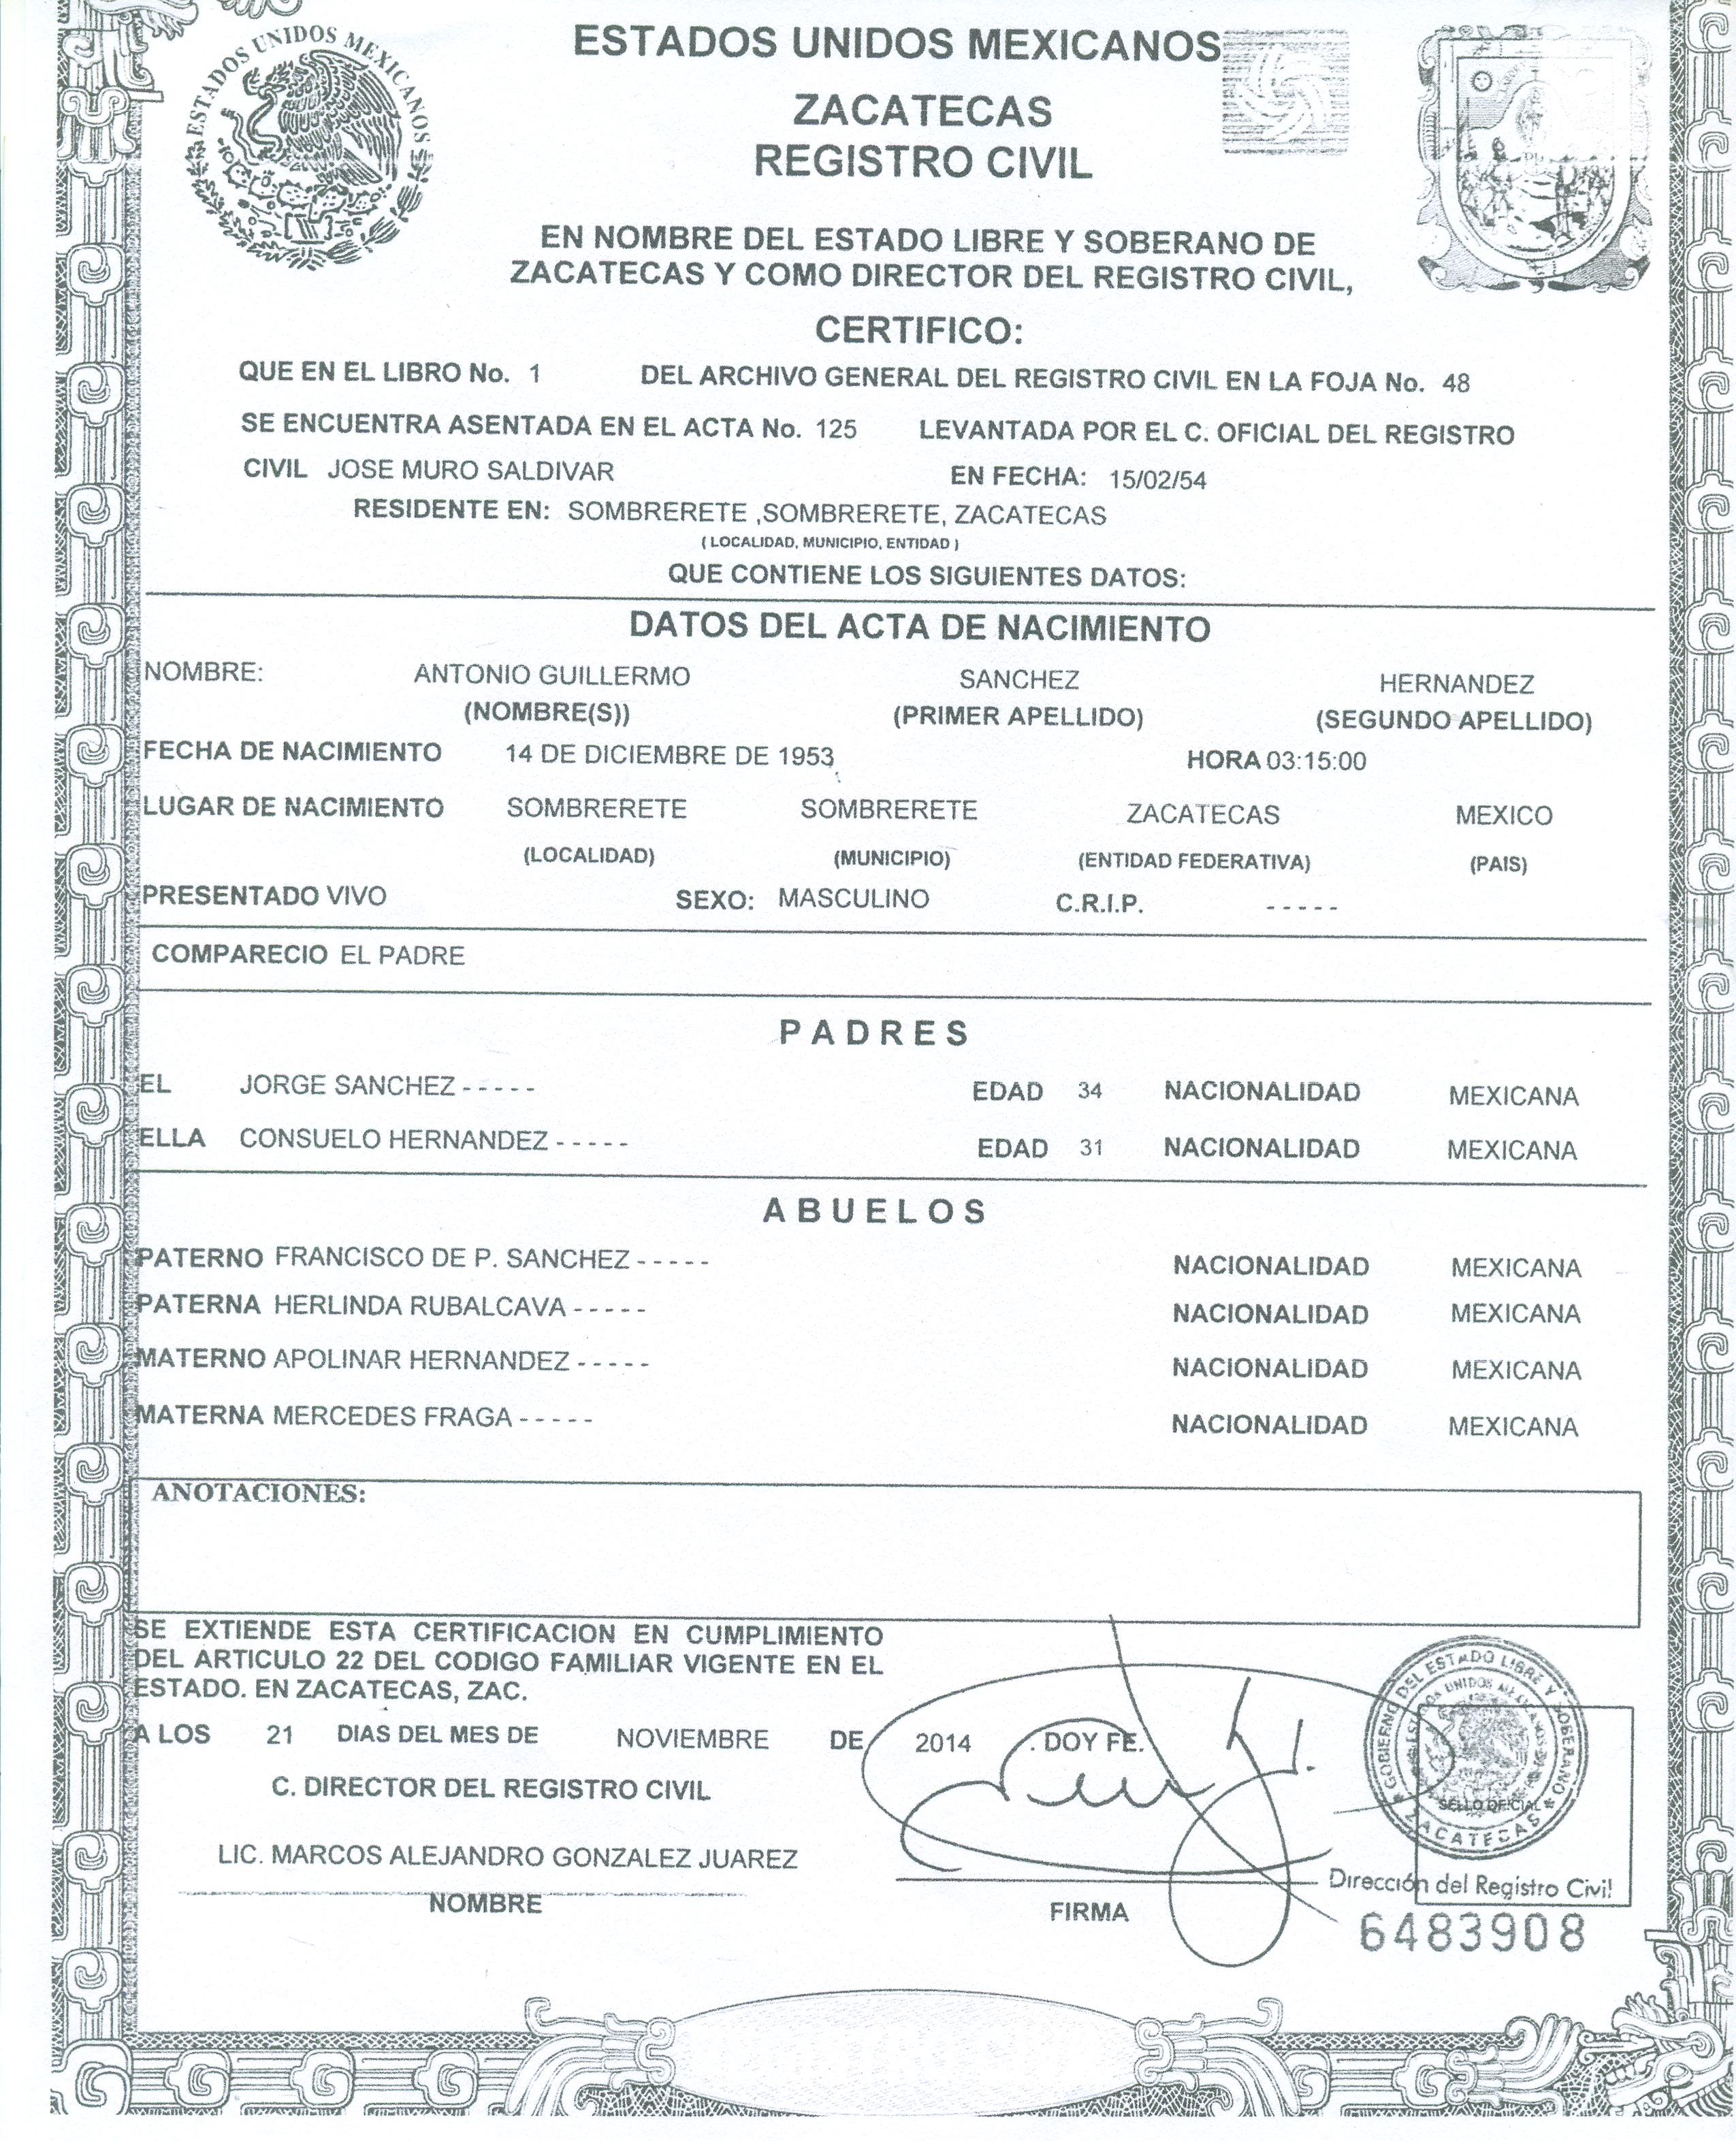 ESTADOS UNIDOS MEXICANOS
ESTADOS UNIDOS MEXICANOS
ZACATECAS
REGISTRO CIVIL
EN NOMBRE DEL ESTADO LIBRE Y SOBERANO DE
ZACATECAS Y COMO DIRECTOR DEL REGISTRO CIVIL,
CERTIFICO:
QUE EN EL LIBRO No. 1 DEL ARCHIVO GENERAL DEL REGISTRO CIVIL EN LA FOJA No. 48
SE ENCUENTRA ASENTADA EN EL ACTA No. 125 LEVANTADA POR EL C. OFICIAL DEL REGISTRO
CIVIL JOSE MURO SALDIVAR EN FECHA: 15/02/54
RESIDENTE EN: SOMBRERETE ,SOMBRERETE, ZACATECAS
( LOCALIDAD, MUNICIPIO, ENTIDAD )
QUE CONTIENE LOS SIGUIENTES DATOS:
DATOS DEL ACTA DE NACIMIENTO
NOMBRE: ANTONIO GUILLERMO SANCHEZ HERNANDEZ
(NOMBRE(S)) (PRIMER APELLIDO) (SEGUNDO APELLIDO)
FECHA DE NACIMIENTO 14 DE DICIEMBRE DE 1953 HORA 03:15:00
LUGAR DE NACIMIENTO SOMBRERETE SOMBRERETE ZACATECAS MEXICO
(LOCALIDAD) (MUNICIPIO) (ENTIDAD FEDERATIVA) (PAIS)
PRESENTADO VIVO SEXO: MASCULINO C.R.I.P. - - - - -
COMPARECIO EL PADRE
PADRES
EL JORGE SANCHEZ - - - - - EDAD 34 NACIONALIDAD MEXICANA
ELLA CONSUELO HERNANDEZ - - - - - EDAD 31 NACIONALIDAD MEXICANA
ABUELOS
PATERNO FRANCISCO DE P. SANCHEZ - - - - - NACIONALIDAD MEXICANA
PATERNA HERLINDA RUBALCAVA - - - - - NACIONALIDAD MEXICANA
MATERNO APOLINAR HERNANDEZ - - - - - NACIONALIDAD MEXICANA
MATERNA MERCEDES FRAGA - - - - - NACIONALIDAD MEXICANA
ANOTACIONES:
SE EXTIENDE ESTA CERTIFICACION EN CUMPLIMIENTO
DEL ARTICULO 22 DEL CODIGO FAMILIAR VIGENTE EN EL
ESTADO. EN ZACATECAS, ZAC.
A LOS 21 DIAS DEL MES DE NOVIEMBRE DE 2014 . DOY FE.
C. DIRECTOR DEL REGISTRO CIVIL
LIC. MARCOS ALEJANDRO GONZALEZ JUAREZ
NOMBRE
FIRMA
GOBIERNO DEL ESTADO LIBRE Y SOBERANO
ZACATECAS
SELLO OFICIAL
Dirección del Registro Civil
6483908